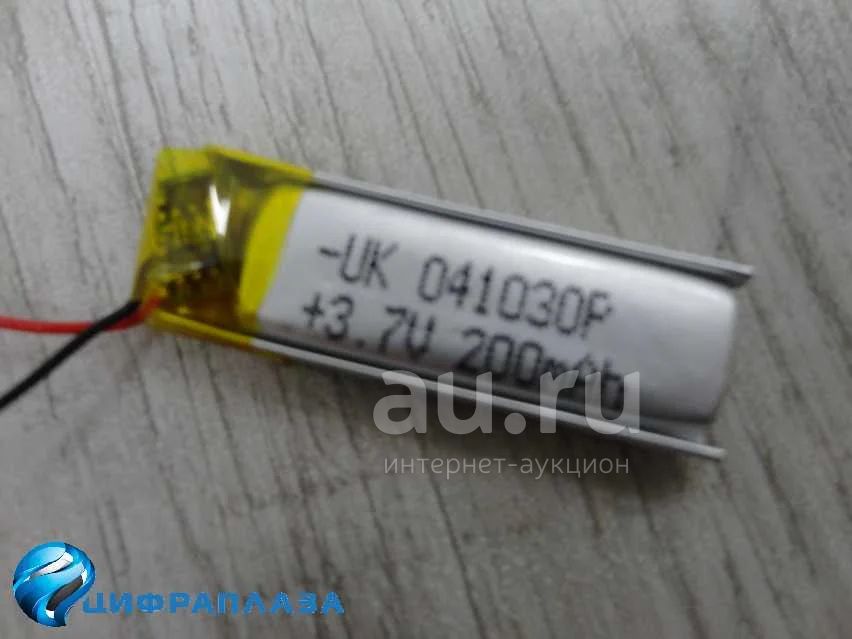 -UK 041030P
+3.7V 200mAh
au.ru
интернет-аукцион
ЦИФРАПЛАЗА